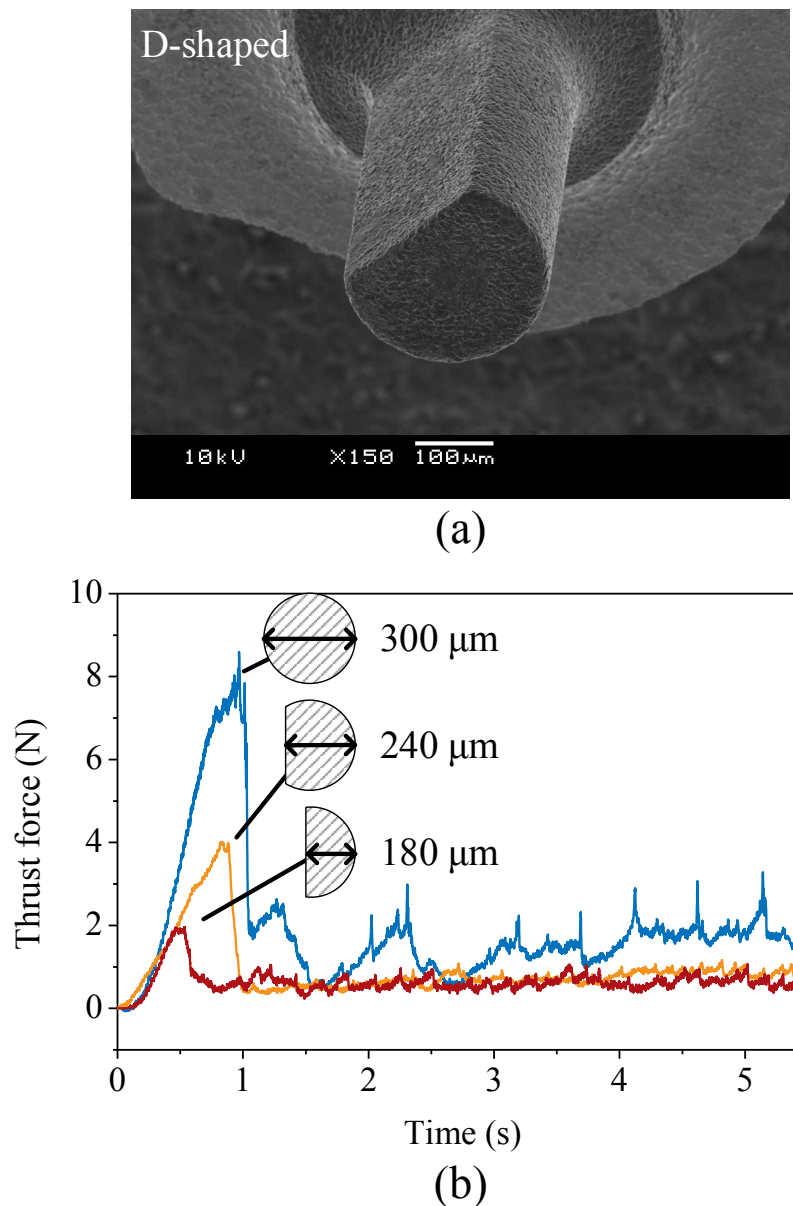 D-shaped
10kV X150 100μm
(a)
10
8
6
4
2
0
Thrust force (N)
300 μm
240 μm
180 μm
0 1 2 3 4 5
Time (s)
(b)